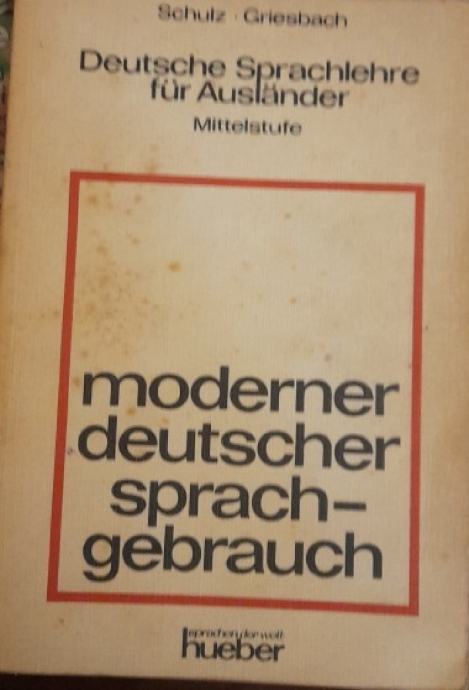 Schulz · Griesbach
Deutsche Sprachlehre
für Ausländer
Mittelstufe
moderner
deutscher
sprach-
gebrauch
sprachen der welt
hueber